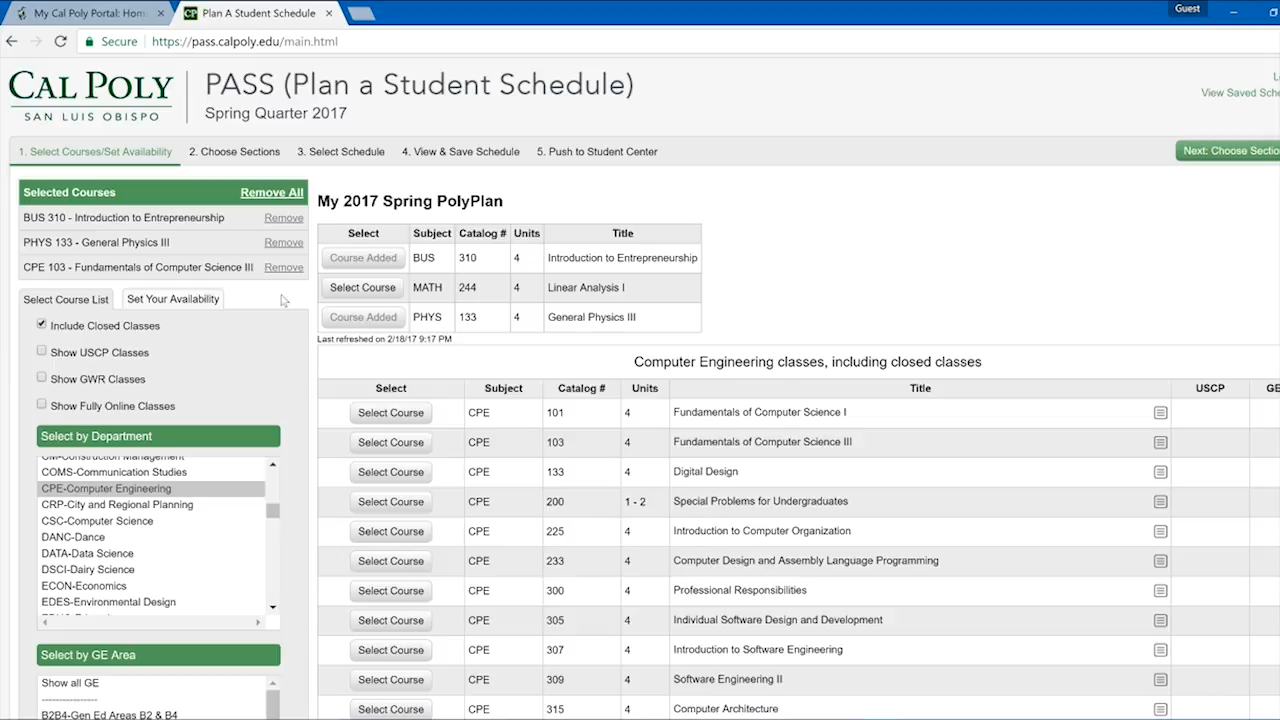 My Cal Poly Portal: Hom
Plan A Student Schedule
Guest
Secure
https://pass.calpoly.edu/main.html
CAL POLY
SAN LUIS OBISPO
PASS (Plan a Student Schedule)
Spring Quarter 2017
View Saved Sche
1. Select Courses/Set Availability
2. Choose Sections
3. Select Schedule
4. View & Save Schedule
5. Push to Student Center
Next: Choose Sectio
Selected Courses Remove All
BUS 310 - Introduction to Entrepreneurship Remove
PHYS 133 - General Physics III Remove
CPE 103 - Fundamentals of Computer Science III Remove
Select Course List
Set Your Availability
Include Closed Classes
Show USCP Classes
Show GWR Classes
Show Fully Online Classes
Select by Department
CM-Construction Management
COMS-Communication Studies
CPE-Computer Engineering
CRP-City and Regional Planning
CSC-Computer Science
DANC-Dance
DATA-Data Science
DSCI-Dairy Science
ECON-Economics
EDES-Environmental Design
Select by GE Area
Show all GE
-----------------
B2B4-Gen Ed Areas B2 & B4
My 2017 Spring PolyPlan
Select Subject Catalog # Units Title
Course Added BUS 310 4 Introduction to Entrepreneurship
Select Course MATH 244 4 Linear Analysis I
Course Added PHYS 133 4 General Physics III
Last refreshed on 2/18/17 9:17 PM
Computer Engineering classes, including closed classes
Select Subject Catalog # Units Title USCP GE
Select Course CPE 101 4 Fundamentals of Computer Science I
Select Course CPE 103 4 Fundamentals of Computer Science III
Select Course CPE 133 4 Digital Design
Select Course CPE 200 1 - 2 Special Problems for Undergraduates
Select Course CPE 225 4 Introduction to Computer Organization
Select Course CPE 233 4 Computer Design and Assembly Language Programming
Select Course CPE 300 4 Professional Responsibilities
Select Course CPE 305 4 Individual Software Design and Development
Select Course CPE 307 4 Introduction to Software Engineering
Select Course CPE 309 4 Software Engineering II
Select Course CPE 315 4 Computer Architecture